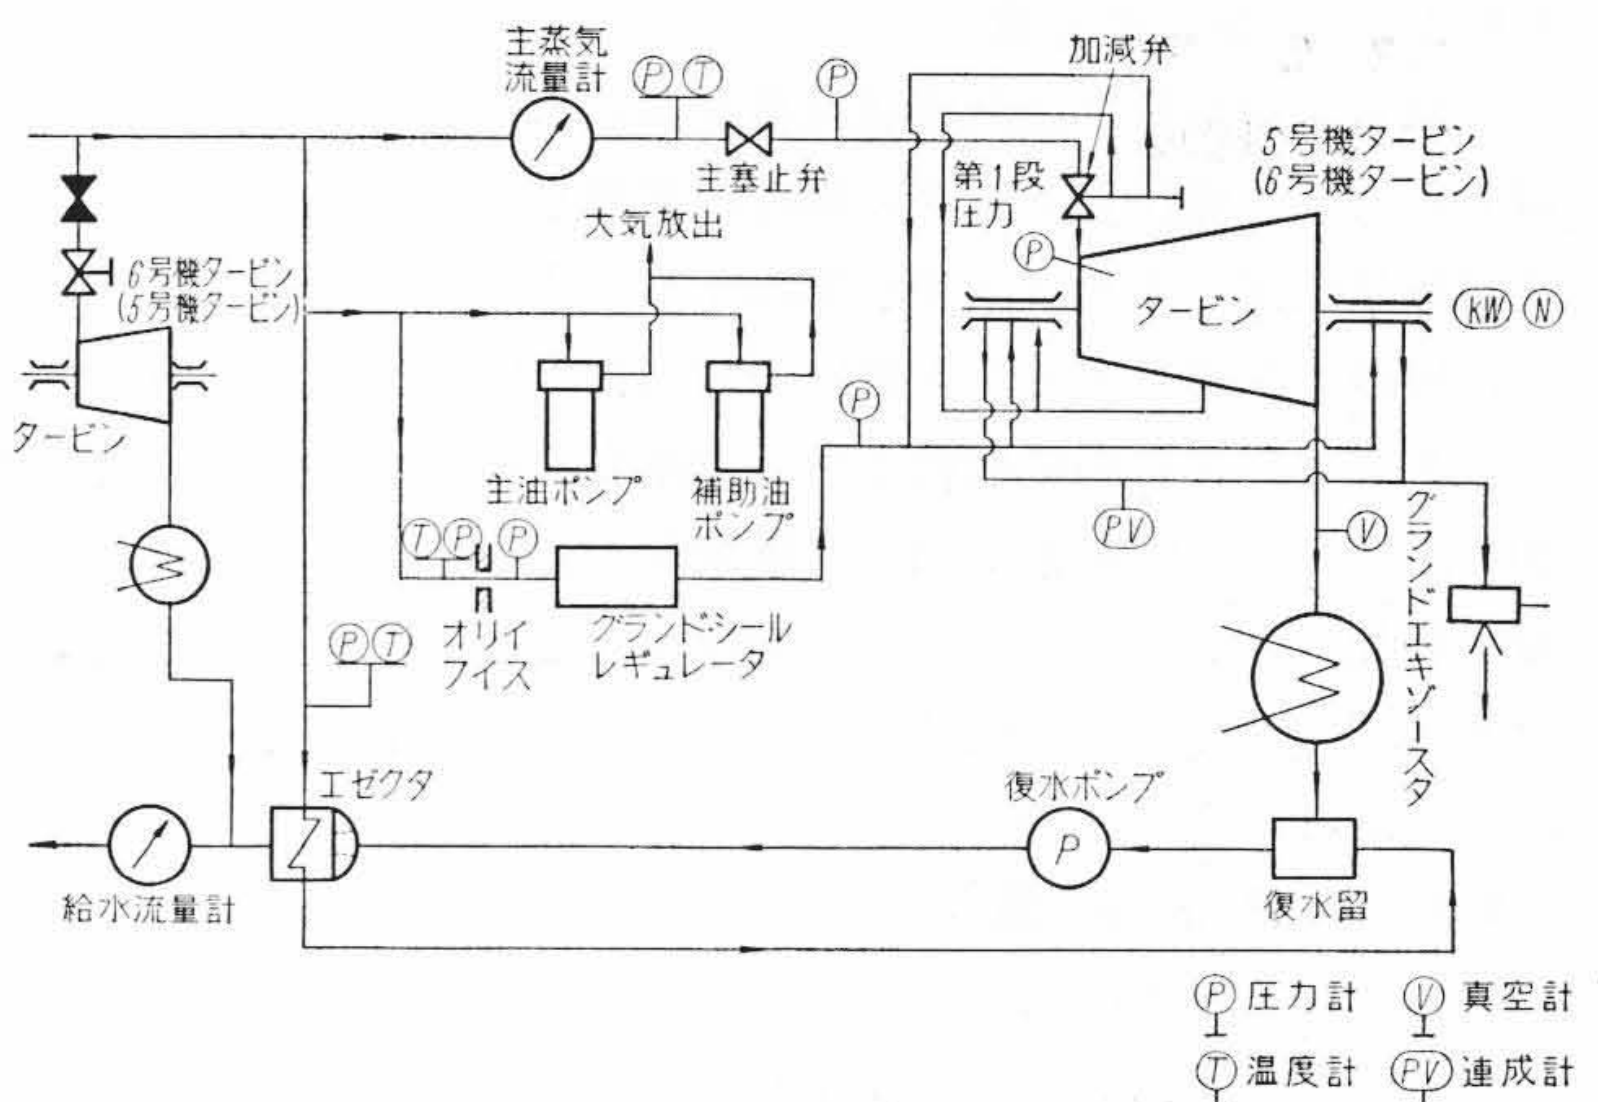 主蒸気
流量計
P
T
P
加減弁
主塞止弁
第1段
圧力
P
5号機タービン
(6号機タービン)
大気放出
6号機タービン
(5号機タービン)
タービン
kW
N
タービン
主油ポンプ
補助油
ポンプ
P
PV
V
T
P
P
オリィ
フイス
グランド・シール
レギュレータ
グランドエキゾースタ
P
T
エゼクタ
復水ポンプ
P
給水流量計
復水留
P 圧力計
V 真空計
T 温度計
PV 連成計